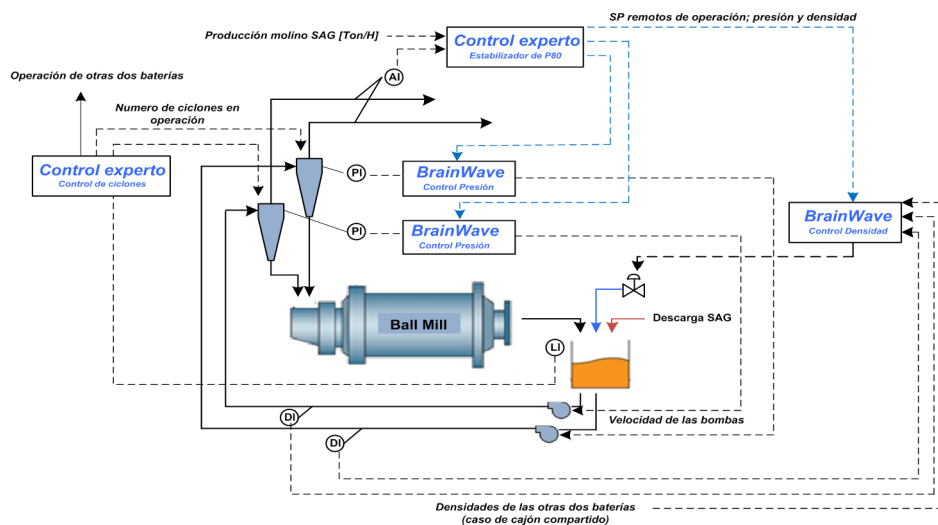 SP remotos de operación; presión y densidad
Producción molino SAG [Ton/H]
Control experto
Estabilizador de P80
AI
Operación de otras dos baterías
Numero de ciclones en
operación
Control experto
Control de ciclones
PI
BrainWave
Control Presión
PI
BrainWave
Control Presión
BrainWave
Control Densidad
Ball Mill
Descarga SAG
LI
DI
DI
Velocidad de las bombas
Densidades de las otras dos baterías
(caso de cajón compartido)